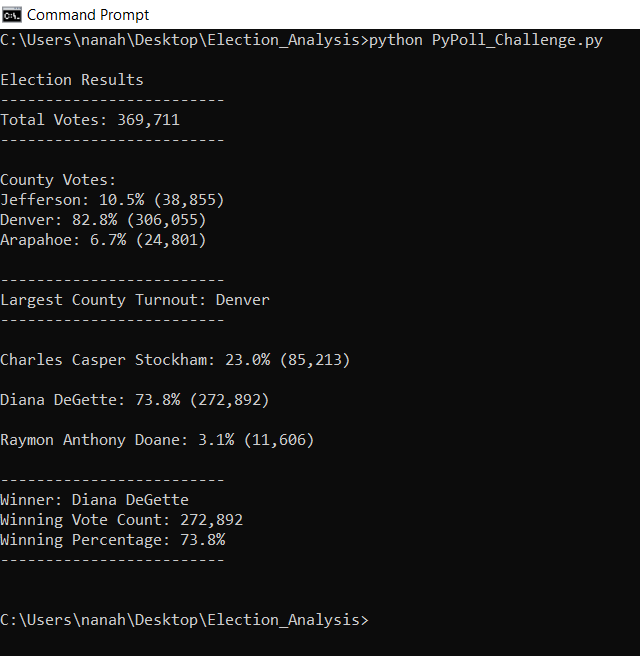 Command Prompt
C:\Users\nanah\Desktop\Election_Analysis>python PyPoll_Challenge.py
Election Results
-------------------------
Total Votes: 369,711
-------------------------
County Votes:
Jefferson: 10.5% (38,855)
Denver: 82.8% (306,055)
Arapahoe: 6.7% (24,801)
-------------------------
Largest County Turnout: Denver
-------------------------
Charles Casper Stockham: 23.0% (85,213)
Diana DeGette: 73.8% (272,892)
Raymon Anthony Doane: 3.1% (11,606)
-------------------------
Winner: Diana DeGette
Winning Vote Count: 272,892
Winning Percentage: 73.8%
-------------------------
C:\Users\nanah\Desktop\Election_Analysis>